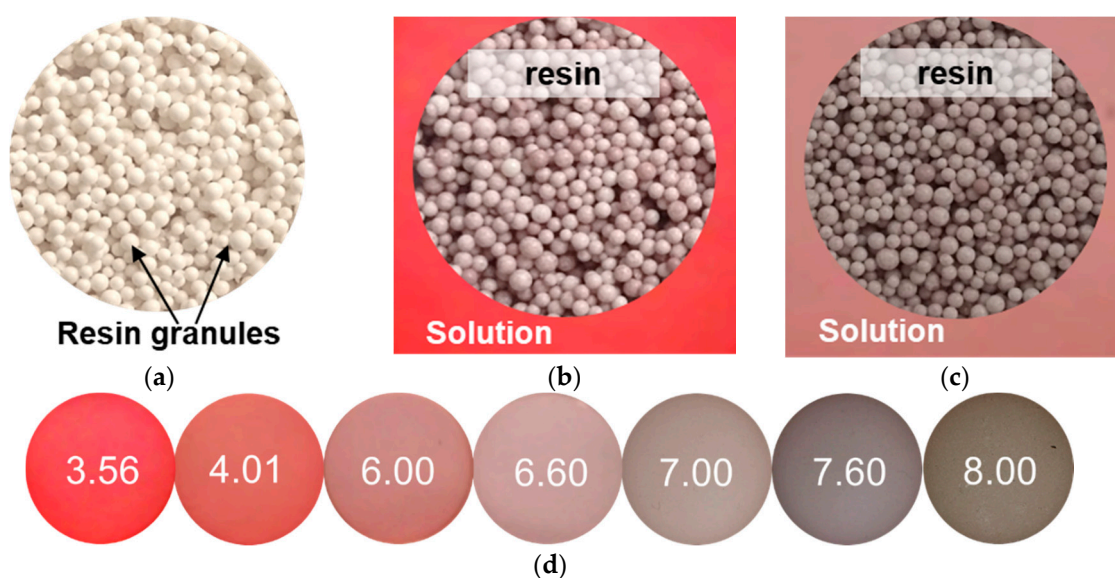 resin
resin
Resin granules
Solution
Solution
(a)
(b)
(c)
3.56
4.01
6.00
6.60
7.00
7.60
8.00
(d)